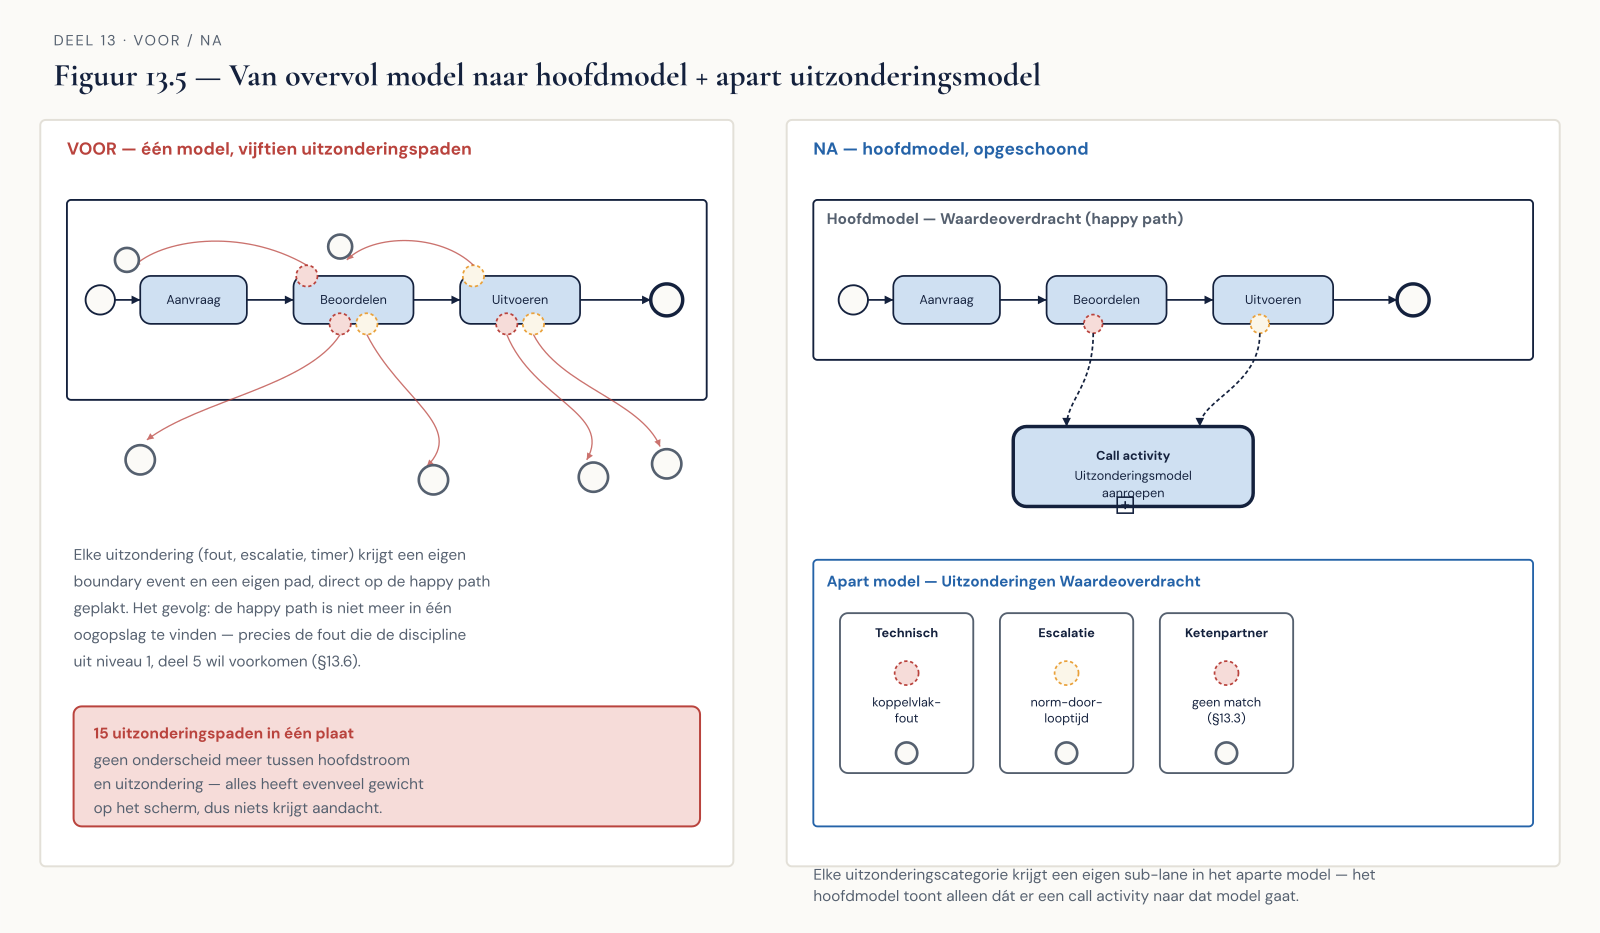 DEEL 13 · VOOR / NA
Figuur 13.5 — Van overvol model naar hoofdmodel + apart uitzonderingsmodel
VOOR — één model, vijftien uitzonderingspaden
Aanvraag
Beoordelen
Uitvoeren
Elke uitzondering (fout, escalatie, timer) krijgt een eigen
boundary event en een eigen pad, direct op de happy path
geplakt. Het gevolg: de happy path is niet meer in één
oogopslag te vinden — precies de fout die de discipline
uit niveau 1, deel 5 wil voorkomen (§13.6).
15 uitzonderingspaden in één plaat
geen onderscheid meer tussen hoofdstroom
en uitzondering — alles heeft evenveel gewicht
op het scherm, dus niets krijgt aandacht.
NA — hoofdmodel, opgeschoond
Hoofdmodel — Waardeoverdracht (happy path)
Aanvraag
Beoordelen
Uitvoeren
Call activity
Uitzonderingsmodel
aanroepen
+
Apart model — Uitzonderingen Waardeoverdracht
Technisch
koppelvlak-
fout
Escalatie
norm-door-
looptijd
Ketenpartner
geen match
(§13.3)
Elke uitzonderingscategorie krijgt een eigen sub-lane in het aparte model — het
hoofdmodel toont alleen dát er een call activity naar dat model gaat.